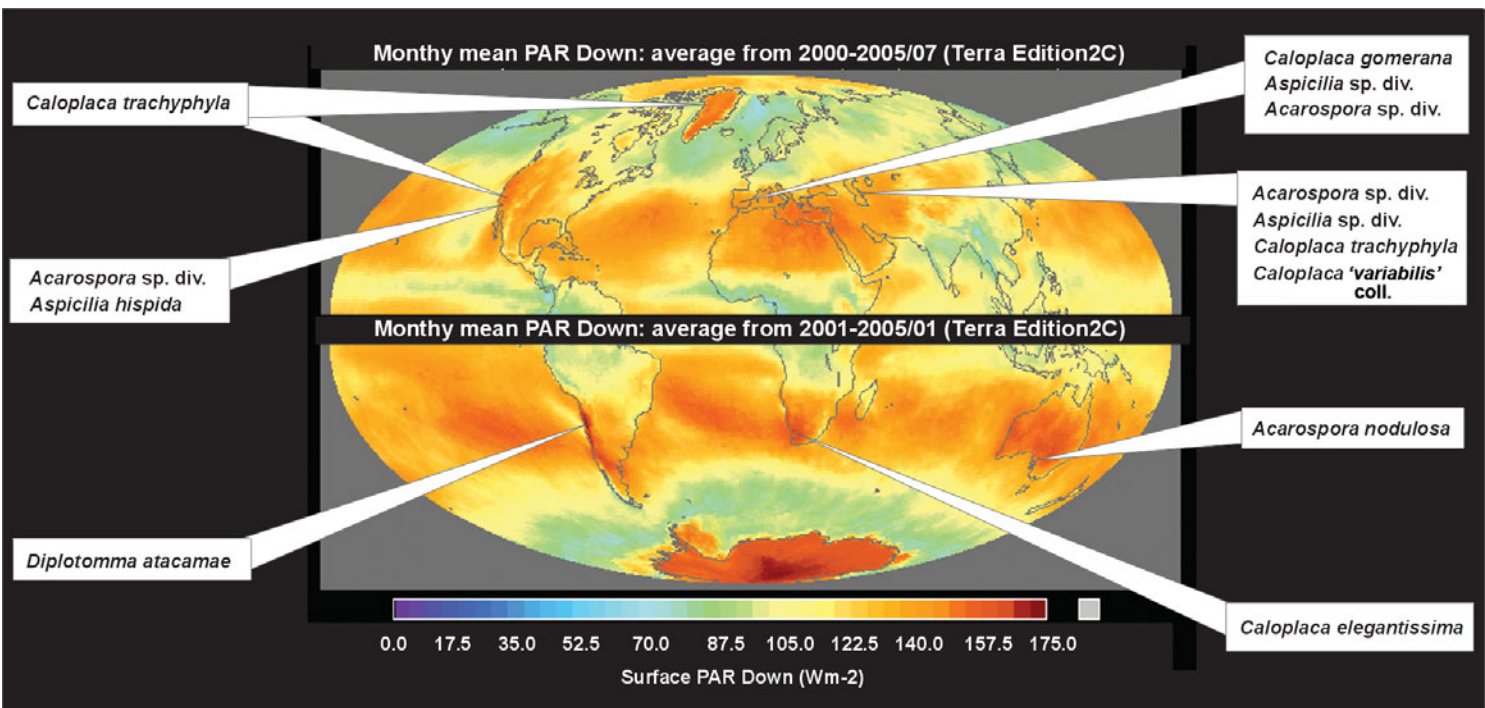 Monthy mean PAR Down: average from 2000-2005/07 (Terra Edition2C)
Caloplaca trachyphyla
Caloplaca gomerana
Aspicilia sp. div.
Acarospora sp. div.
Acarospora sp. div.
Aspicilia sp. div.
Caloplaca trachyphyla
Caloplaca 'variabilis'
coll.
Acarospora sp. div.
Aspicilia hispida
Monthy mean PAR Down: average from 2001-2005/01 (Terra Edition2C)
Acarospora nodulosa
Diplotomma atacamae
Caloplaca elegantissima
0.0 17.5 35.0 52.5 70.0 87.5 105.0 122.5 140.0 157.5 175.0
Surface PAR Down (Wm-2)